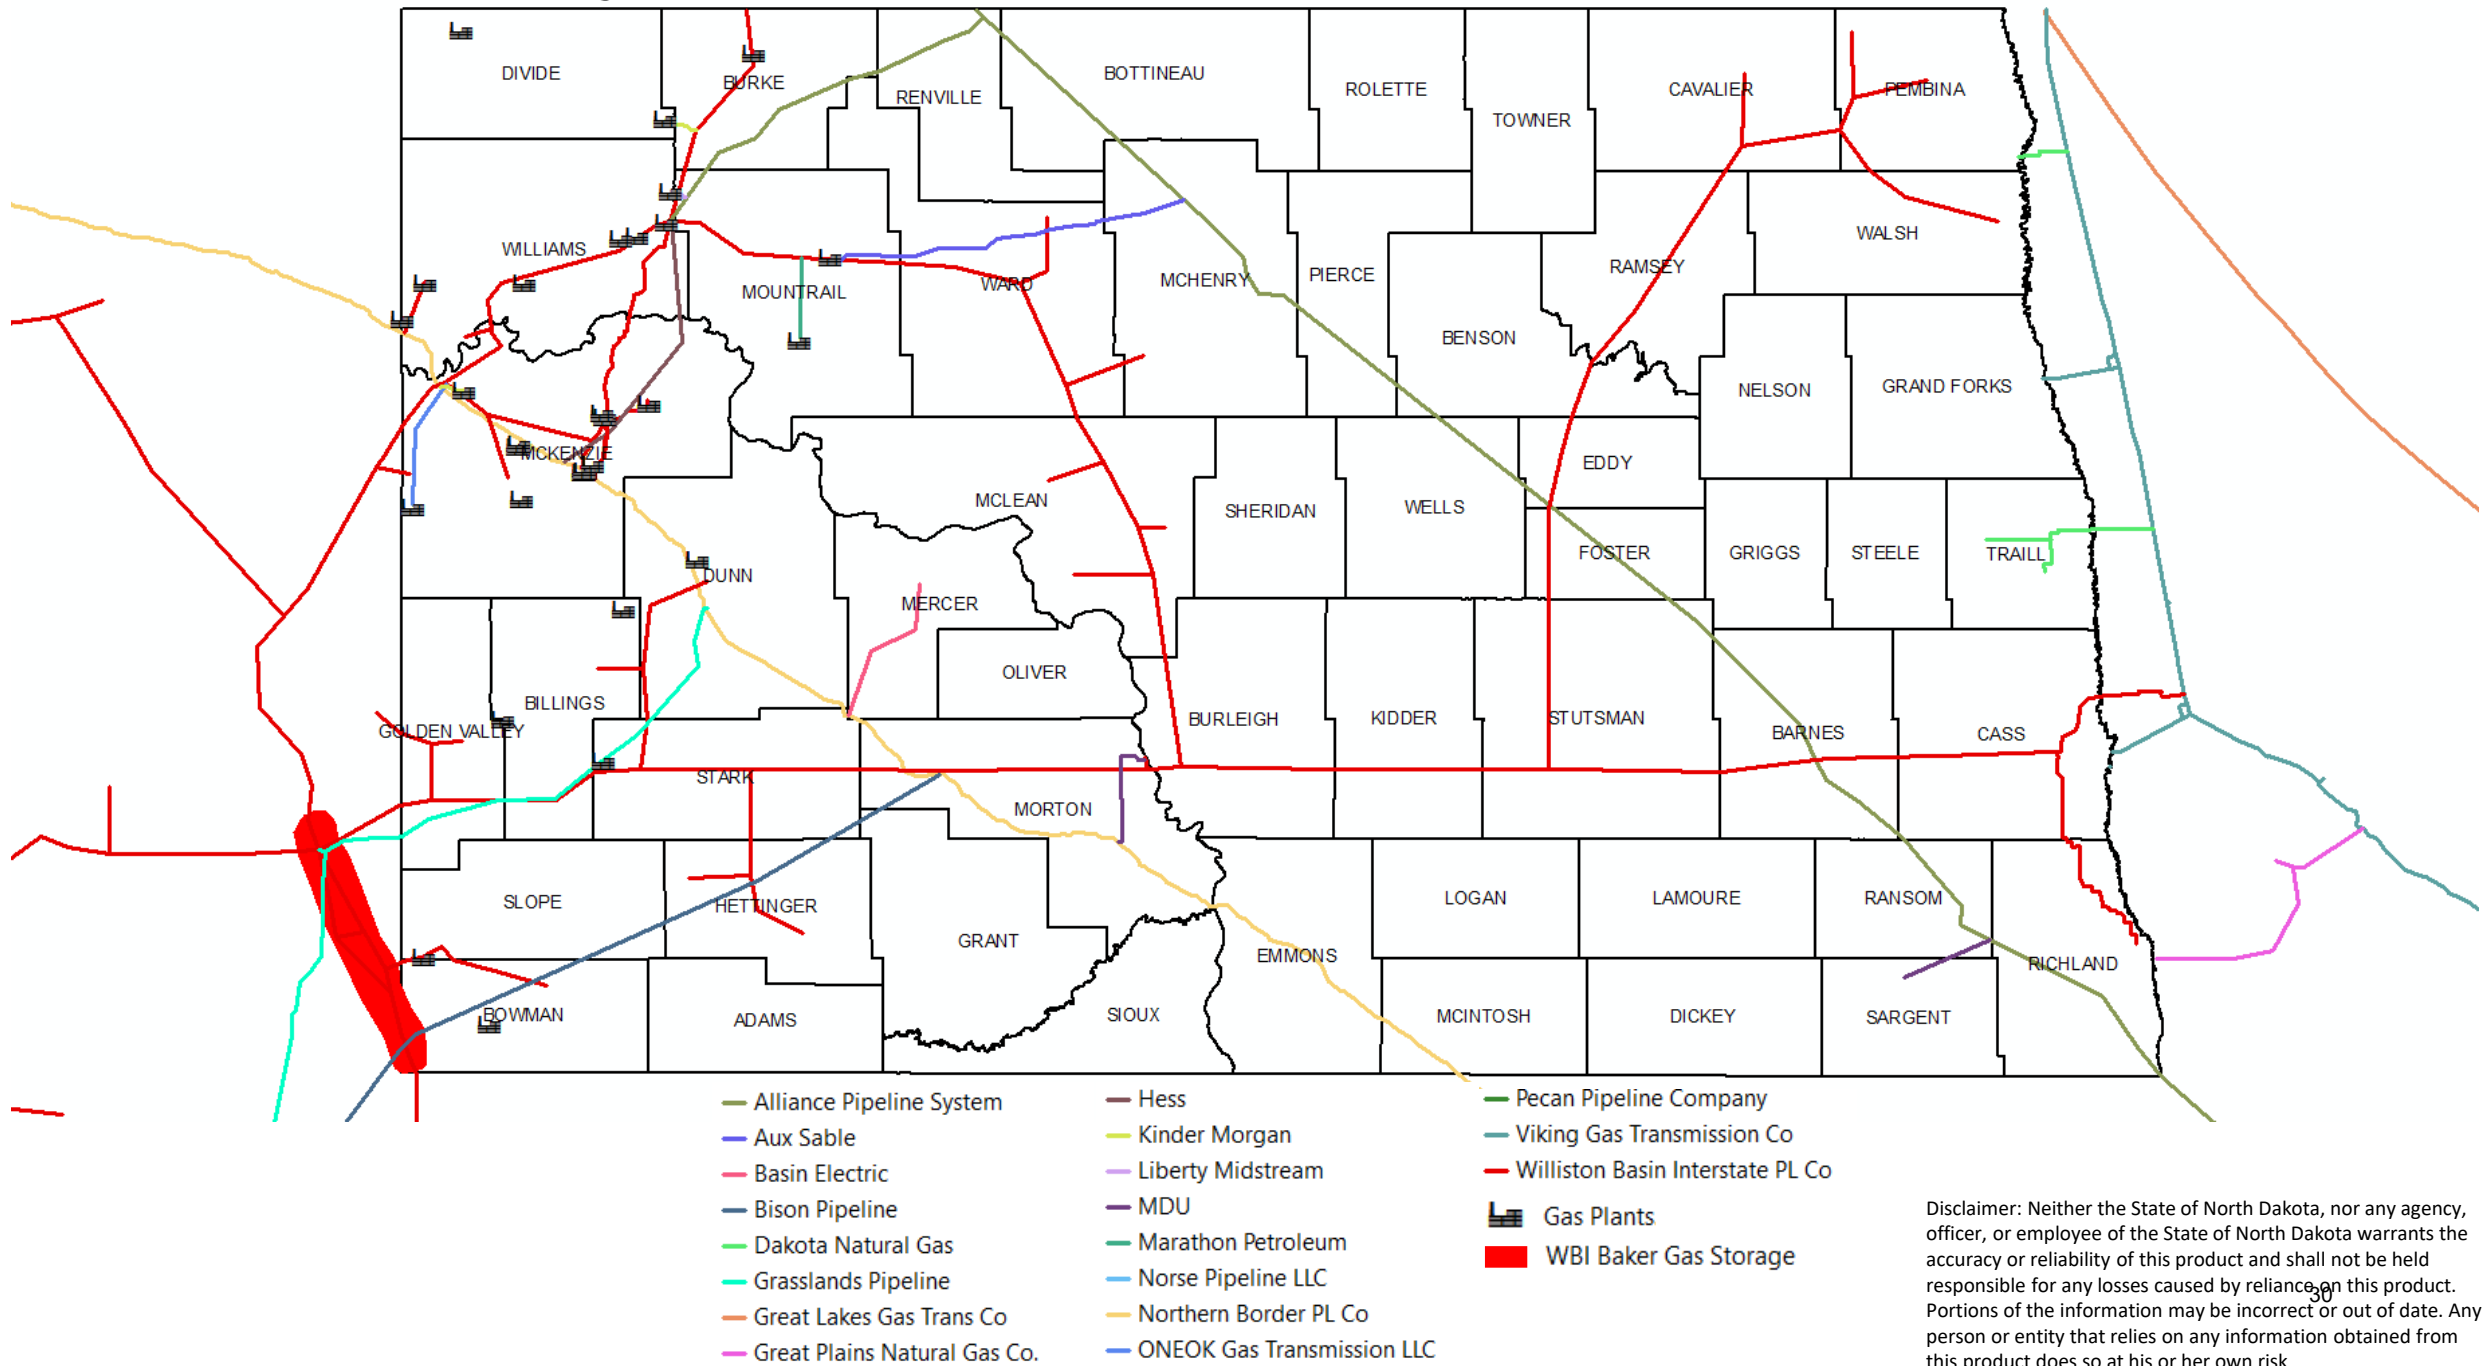 DIVIDE
BURKE
RENVILLE
BOTTINEAU
ROLETTE
TOWNER
CAVALIER
PEMBINA
WILLIAMS
MOUNTRAIL
WARD
MCHENRY
PIERCE
RAMSEY
WALSH
BENSON
NELSON
GRAND FORKS
MCKENZIE
MCLEAN
SHERIDAN
WELLS
EDDY
FOSTER
GRIGGS
STEELE
TRAILL
DUNN
MERCER
OLIVER
BILLINGS
GOLDEN VALLEY
STARK
MORTON
BURLEIGH
KIDDER
STUTSMAN
BARNES
CASS
SLOPE
HETTINGER
GRANT
EMMONS
LOGAN
LAMOURE
RANSOM
RICHLAND
BOWMAN
ADAMS
SIOUX
MCINTOSH
DICKEY
SARGENT
Alliance Pipeline System
Aux Sable
Basin Electric
Bison Pipeline
Dakota Natural Gas
Grasslands Pipeline
Great Lakes Gas Trans Co
Great Plains Natural Gas Co.
Hess
Kinder Morgan
Liberty Midstream
MDU
Marathon Petroleum
Norse Pipeline LLC
Northern Border PL Co
ONEOK Gas Transmission LLC
Pecan Pipeline Company
Viking Gas Transmission Co
Williston Basin Interstate PL Co
Gas Plants
WBI Baker Gas Storage
Disclaimer: Neither the State of North Dakota, nor any agency,
officer, or employee of the State of North Dakota warrants the
accuracy or reliability of this product and shall not be held
responsible for any losses caused by reliance on this product.
30
Portions of the information may be incorrect or out of date. Any
person or entity that relies on any information obtained from
this product does so at his or her own risk